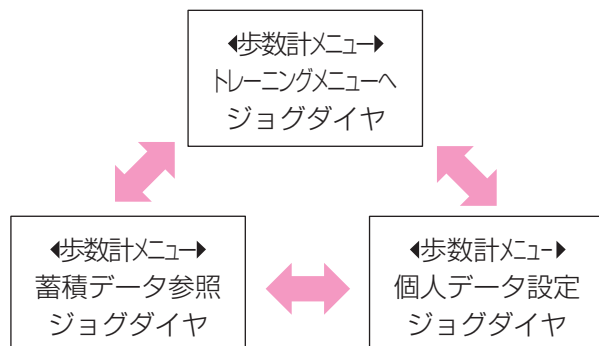 ◀歩数計メニュー▶
トレーニングメニューへ
ジョグダイヤ
◀歩数計メニュー▶
蓄積データ参照
ジョグダイヤ
◀歩数計メニュー▶
個人データ設定
ジョグダイヤ